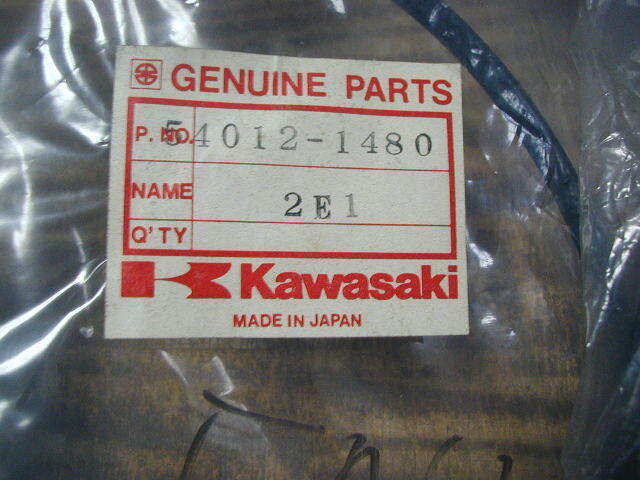 GENUINE PARTS
P. NO. 54012-1480
NAME 2E1
Q'TY
Kawasaki
MADE IN JAPAN